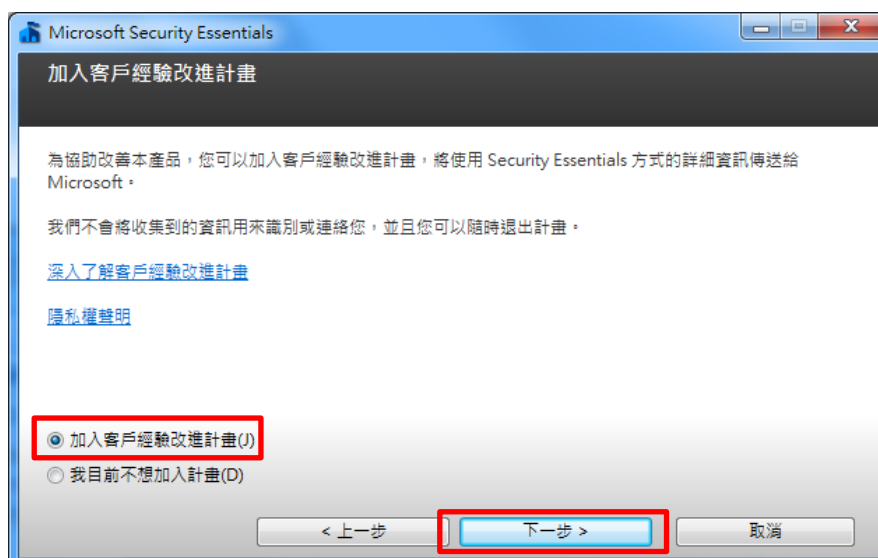 Microsoft Security Essentials
加入客戶經驗改進計畫
為協助改善本產品，您可以加入客戶經驗改進計畫，將使用 Security Essentials 方式的詳細資訊傳送給
Microsoft。
我們不會將收集到的資訊用來識別或連絡您，並且您可以隨時退出計畫。
深入了解客戶經驗改進計畫
隱私權聲明
加入客戶經驗改進計畫(J)
我目前不想加入計畫(D)
< 上一步 下一步 > 取消